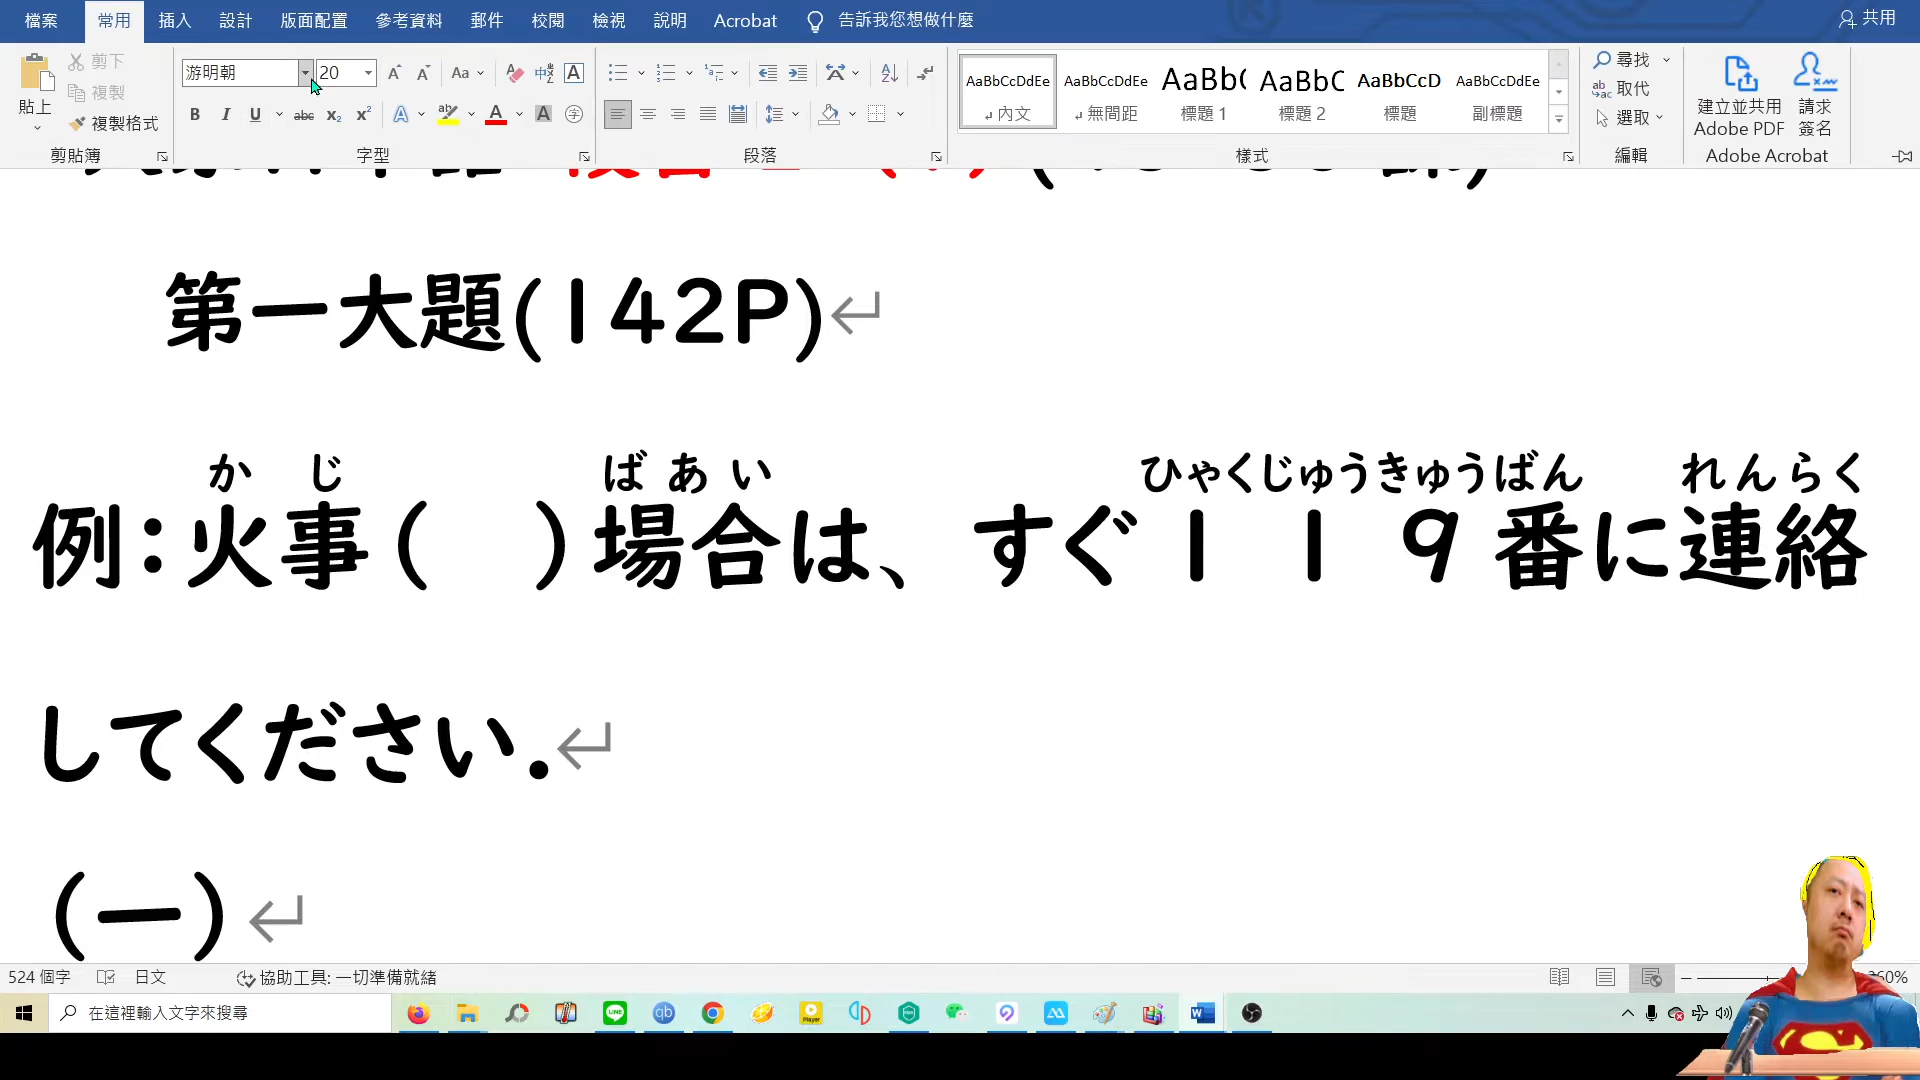 檔案 常用 插入 設計 版面配置 參考資料 郵件 校閱 檢視 說明 Acrobat 告訴我您想做什麼 共用
貼上 剪下 複製 複製格式 剪貼簿
游明朝 20 字型
段落
AaBbCcDdEe AaBbCcDdEe AaBb( AaBbC AaBbCcD AaBbCcDdEe
內文 無間距 標題 1 標題 2 標題 副標題
樣式
尋找 取代 選取 編輯
建立並共用 Adobe PDF 請求 簽名 Adobe Acrobat
第一大題(142P)
か じ ば あ い ひゃくじゅうきゅうばん れんらく
例:火事( )場合は、すぐ119番に連絡
してください.
(一)
524 個字 日文 協助工具: 一切準備就緒
在這裡輸入文字來搜尋